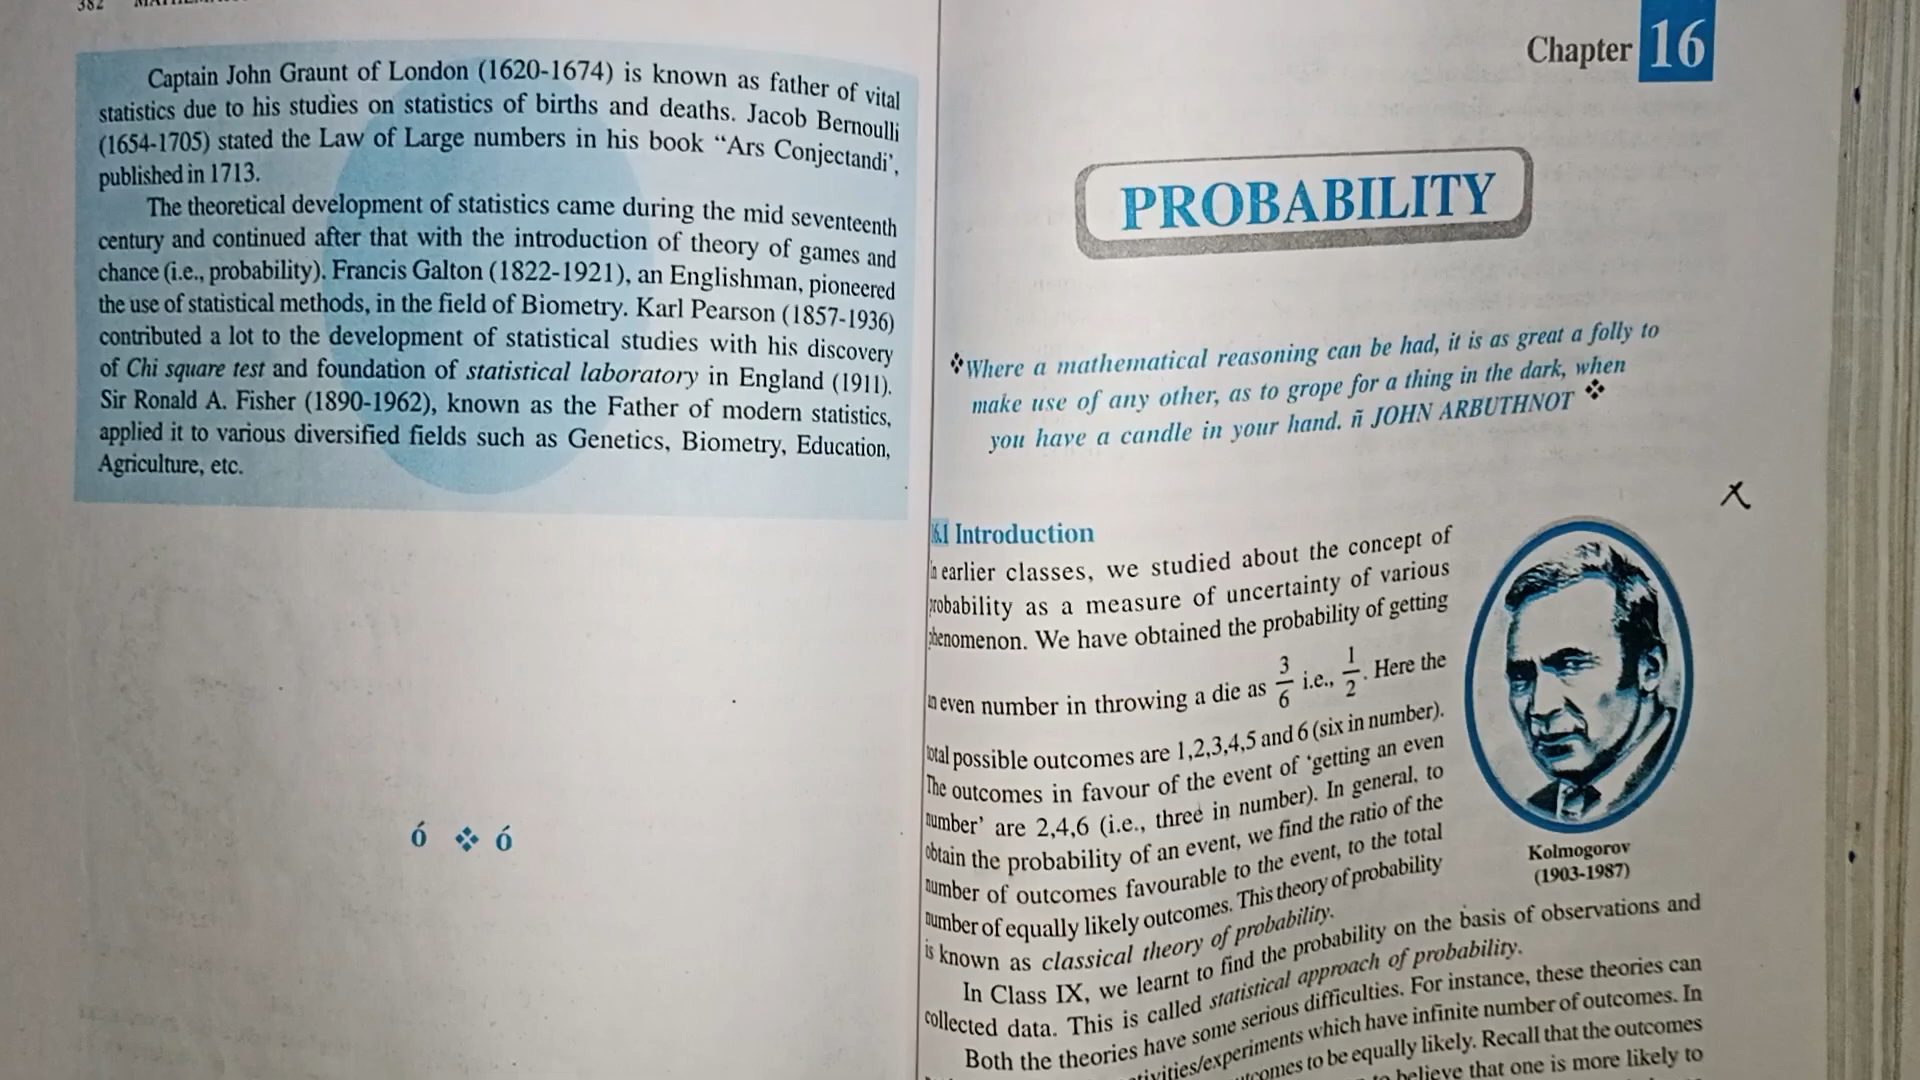 382
Captain John Graunt of London (1620-1674) is known as father of vital
statistics due to his studies on statistics of births and deaths. Jacob Bernoulli
(1654-1705) stated the Law of Large numbers in his book “Ars Conjectandi’,
published in 1713.
The theoretical development of statistics came during the mid seventeenth
century and continued after that with the introduction of theory of games and
chance (i.e., probability). Francis Galton (1822-1921), an Englishman, pioneered
the use of statistical methods, in the field of Biometry. Karl Pearson (1857-1936)
contributed a lot to the development of statistical studies with his discovery
of Chi square test and foundation of statistical laboratory in England (1911).
Sir Ronald A. Fisher (1890-1962), known as the Father of modern statistics,
applied it to various diversified fields such as Genetics, Biometry, Education,
Agriculture, etc.
ó ❖ ó
Chapter 16
PROBABILITY
❖Where a mathematical reasoning can be had, it is as great a folly to
make use of any other, as to grope for a thing in the dark, when
you have a candle in your hand. ñ JOHN ARBUTHNOT ❖
6.1 Introduction
n earlier classes, we studied about the concept of
probability as a measure of uncertainty of various
phenomenon. We have obtained the probability of getting
an even number in throwing a die as 3/6 i.e., 1/2. Here the
total possible outcomes are 1,2,3,4,5 and 6 (six in number).
The outcomes in favour of the event of ‘getting an even
number’ are 2,4,6 (i.e., three in number). In general, to
obtain the probability of an event, we find the ratio of the
number of outcomes favourable to the event, to the total
number of equally likely outcomes. This theory of probability
is known as classical theory of probability.
Kolmogorov
(1903-1987)
In Class IX, we learnt to find the probability on the basis of observations and
collected data. This is called statistical approach of probability.
Both the theories have some serious difficulties. For instance, these theories can
tivities/experiments which have infinite number of outcomes. In
tcomes to be equally likely. Recall that the outcomes
believe that one is more likely to